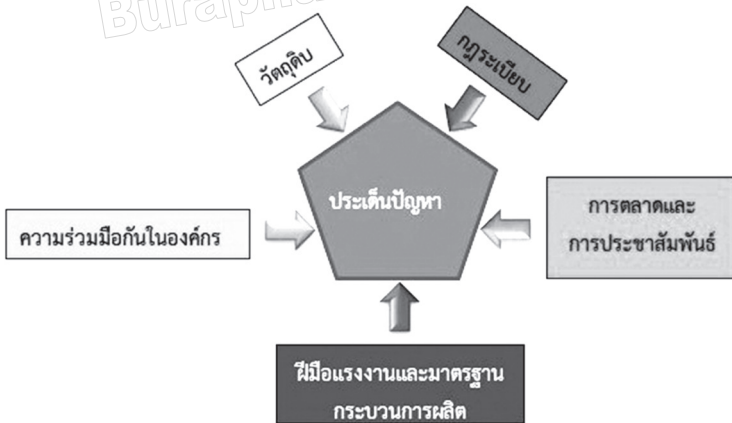 วัตถุดิบ
กฎระเบียบ
ประเด็นปัญหา
ความร่วมมือกันในองค์กร
การตลาดและ
การประชาสัมพันธ์
ฝีมือแรงงานและมาตรฐาน
กระบวนการผลิต